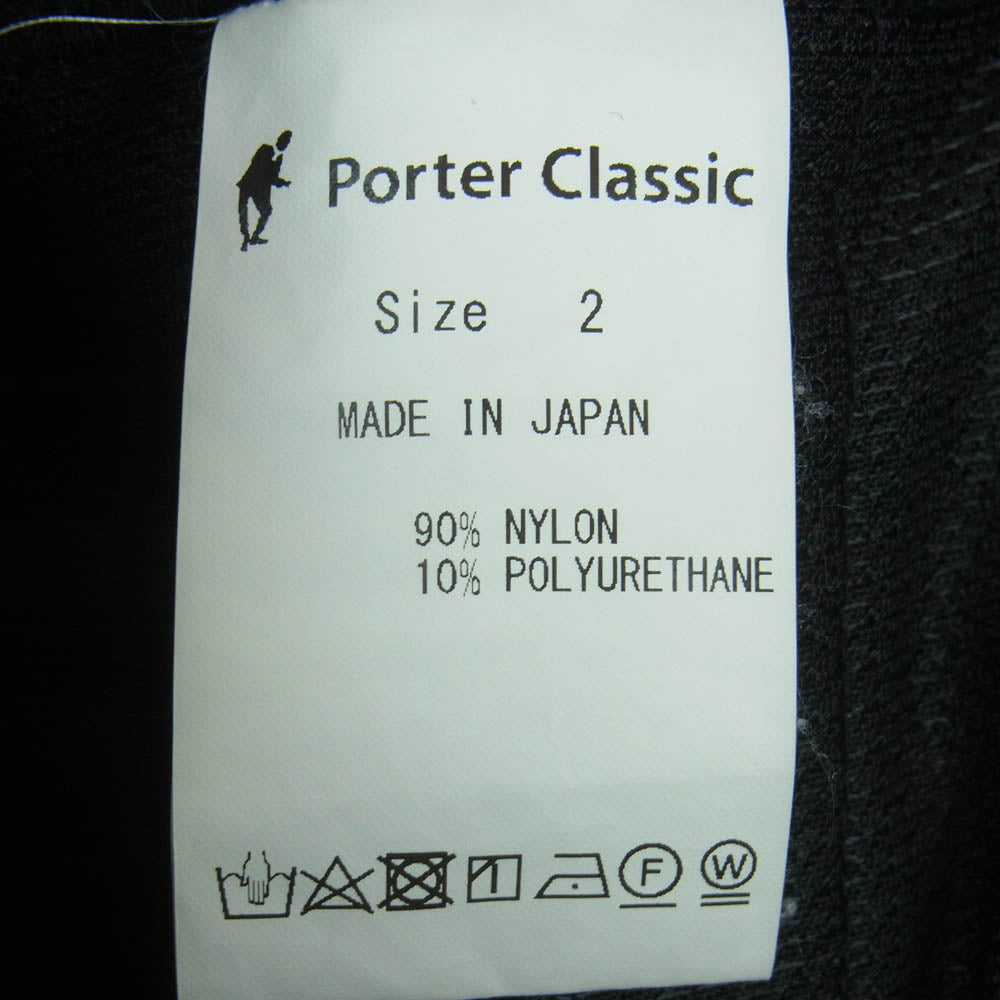 Porter Classic
Size 2
MADE IN JAPAN
90% NYLON
10% POLYURETHANE
F W